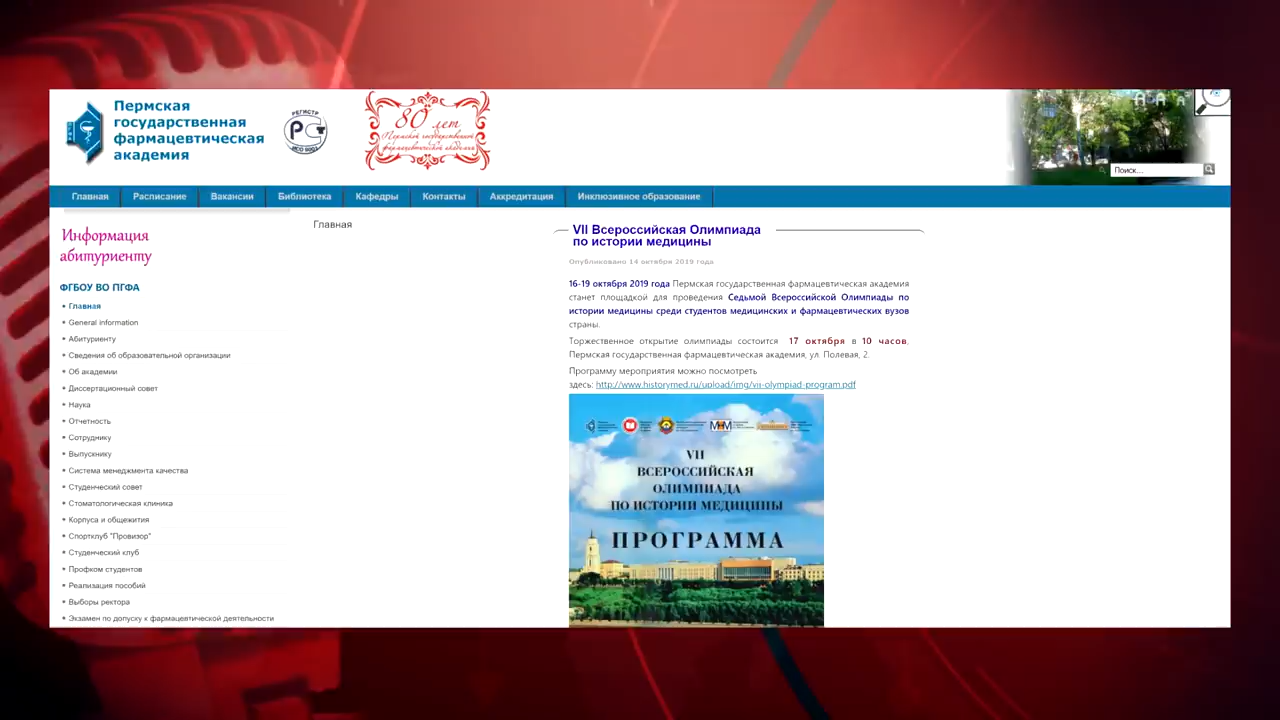 Пермская
государственная
фармацевтическая
академия
РЕГИСТР
РСТ
ИСО 9001
80 лет
Пермской государственной
фармацевтической академии
А А А
Поиск...
Главная Расписание Вакансии Библиотека Кафедры Контакты Аккредитация Инклюзивное образование
Информация
абитуриенту
ФГБОУ ВО ПГФА
Главная
General information
Абитуриенту
Сведения об образовательной организации
Об академии
Диссертационный совет
Наука
Отчетность
Сотруднику
Выпускнику
Система менеджмента качества
Студенческий совет
Стоматологическая клиника
Корпуса и общежития
Спортклуб "Провизор"
Студенческий клуб
Профком студентов
Реализация пособий
Выборы ректора
Экзамен по допуску к фармацевтической деятельности
Главная
VII Всероссийская Олимпиада
по истории медицины
Опубликовано 14 октября 2019 года
16-19 октября 2019 года Пермская государственная фармацевтическая академия
станет площадкой для проведения Седьмой Всероссийской Олимпиады по
истории медицины среди студентов медицинских и фармацевтических вузов
страны.
Торжественное открытие олимпиады состоится 17 октября в 10 часов,
Пермская государственная фармацевтическая академия, ул. Полевая, 2.
Программу мероприятия можно посмотреть
здесь: http://www.historymed.ru/upload/img/vii-olympiad-program.pdf
VII
ВСЕРОССИЙСКАЯ
ОЛИМПИАДА
ПО ИСТОРИИ МЕДИЦИНЫ
ПРОГРАММА